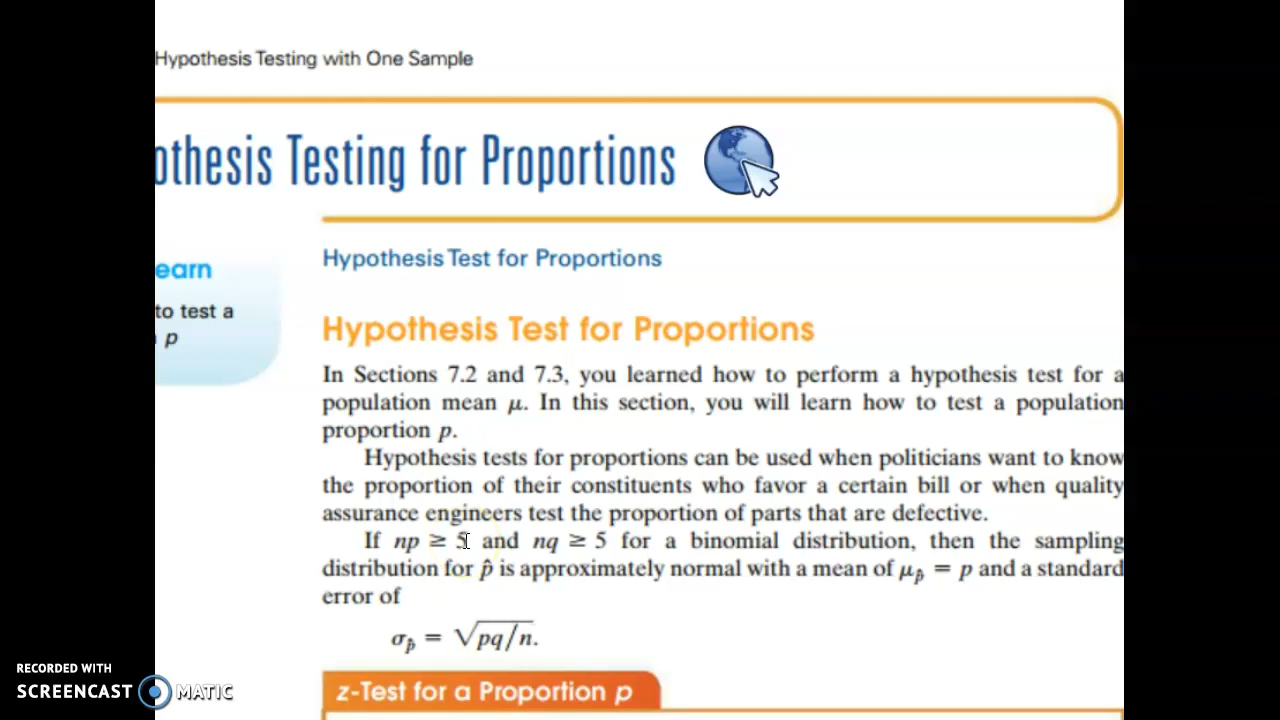 Hypothesis Testing with One Sample
othesis Testing for Proportions
Hypothesis Test for Proportions
earn
to test a
p
Hypothesis Test for Proportions
In Sections 7.2 and 7.3, you learned how to perform a hypothesis test for a
population mean μ. In this section, you will learn how to test a population
proportion p.
Hypothesis tests for proportions can be used when politicians want to know
the proportion of their constituents who favor a certain bill or when quality
assurance engineers test the proportion of parts that are defective.
If np ≥ 5 and nq ≥ 5 for a binomial distribution, then the sampling
distribution for p̂ is approximately normal with a mean of μp̂ = p and a standard
error of
σp̂ = √pq/n.
z-Test for a Proportion p
RECORDED WITH
SCREENCAST MATIC